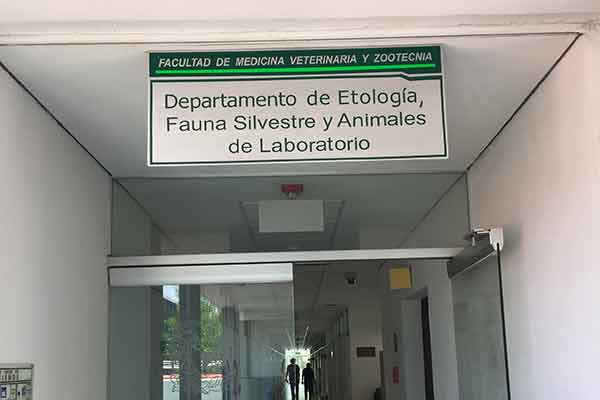 FACULTAD DE MEDICINA VETERINARIA Y ZOOTECNIA
Departamento de Etología,
Fauna Silvestre y Animales
de Laboratorio